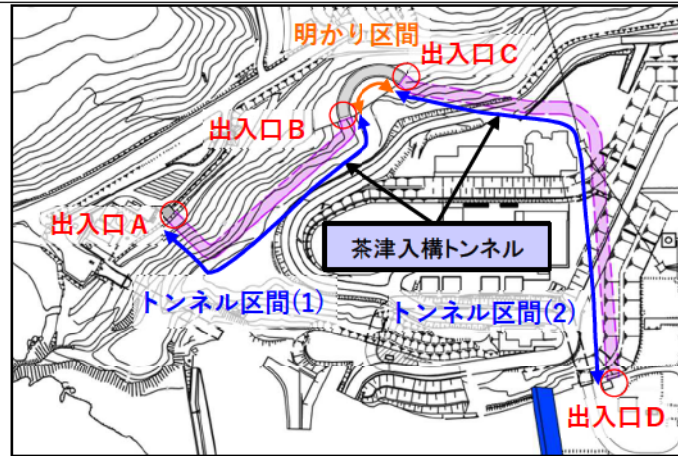 明かり区間
出入口C
出入口B
出入口A
茶津入構トンネル
トンネル区間(1)
トンネル区間(2)
出入口D